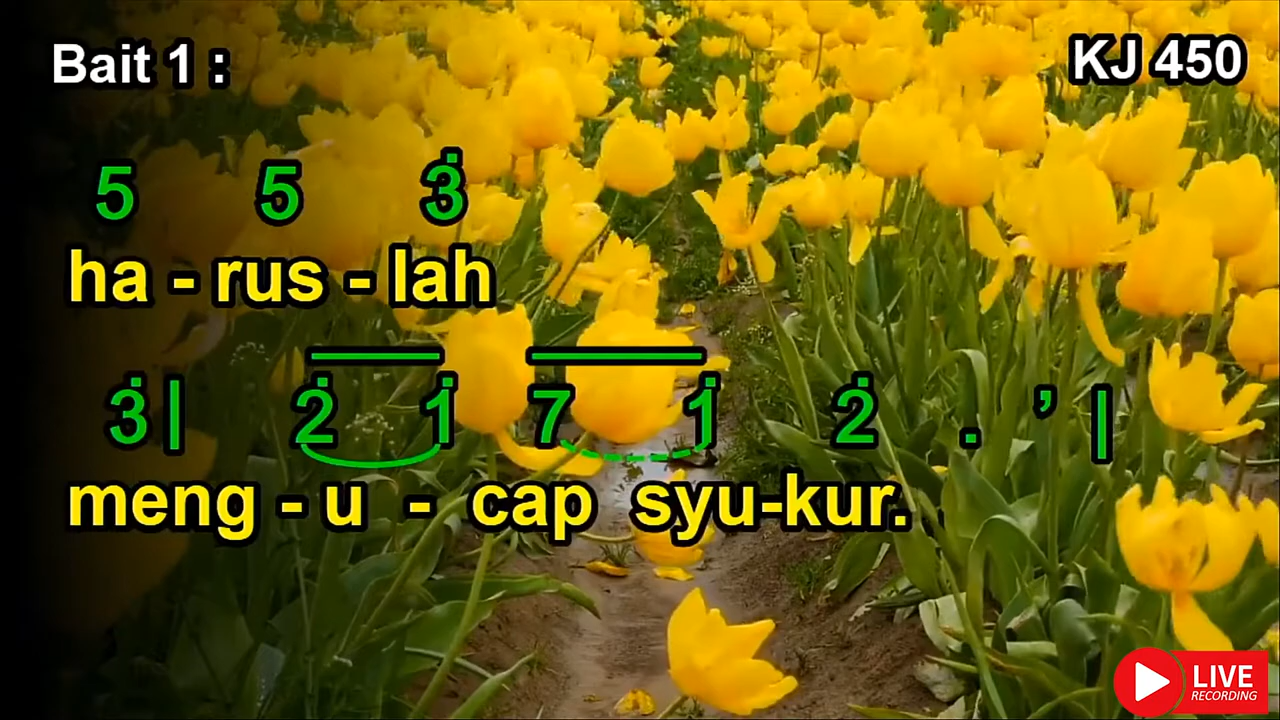 Bait 1 :
KJ 450
5 5 3̇
ha - rus - lah
3̇ | 2̇ 1̇ 7 1̇ 2̇ . ’ |
meng - u - cap syu-kur.
LIVE
RECORDING